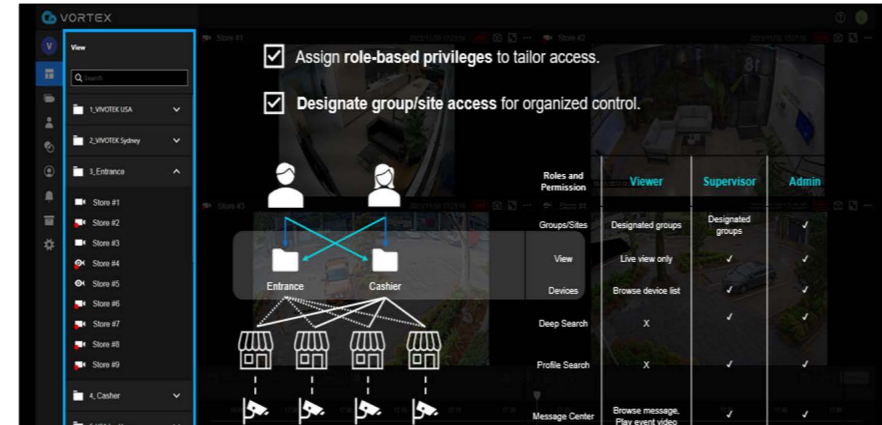 VORTEX
V
View
Search
1_VIVOTEK USA
2_VIVOTEK Sydney
3_Entrance
Store #1
Store #2
Store #3
Store #4
Store #5
Store #6
Store #7
Store #8
Store #9
4_Casher
Store #1
Store #2
Store #3
Assign role-based privileges to tailor access.
Designate group/site access for organized control.
Entrance
Cashier
Roles and Permission
Viewer
Supervisor
Admin
Groups/Sites
Designated groups
Designated groups
✓
View
Live view only
✓
✓
Devices
Browse device list
✓
✓
Deep Search
X
✓
✓
Profile Search
X
✓
✓
Message Center
Browse message,
Play event video
✓
✓